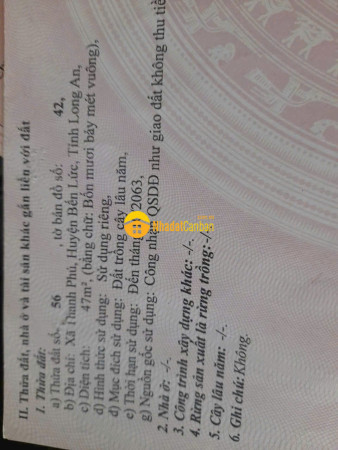 II. Thửa đất, nhà ở và tài sản khác gắn liền với đất
1. Thửa đất:
a) Thửa đất số: 56 , tờ bản đồ số: 42,
b) Địa chỉ: Xã Thanh Phú, Huyện Bến Lức, Tỉnh Long An,
c) Diện tích: 47m², (bằng chữ: Bốn mươi bảy mét vuông),
d) Hình thức sử dụng: Sử dụng riêng,
đ) Mục đích sử dụng: Đất trồng cây lâu năm,
e) Thời hạn sử dụng: Đến tháng 2063,
g) Nguồn gốc sử dụng: Công nhận QSDĐ như giao đất không thu tiề
2. Nhà ở: -/-.
3. Công trình xây dựng khác: -/-.
4. Rừng sản xuất là rừng trồng: -/-.
5. Cây lâu năm: -/-.
6. Ghi chú: Không.
NhadatCanban